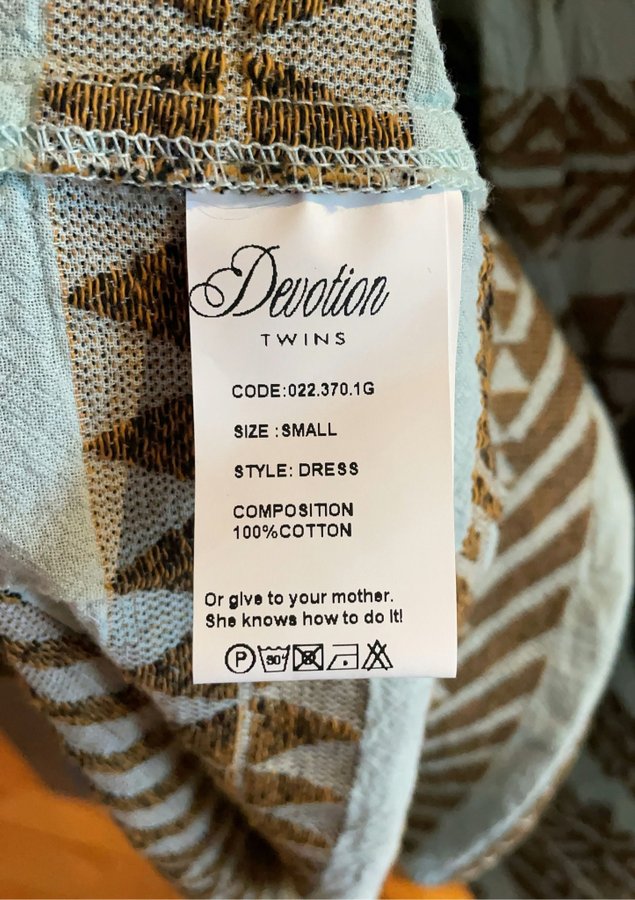 Devotion
TWINS
CODE:022.370.1G
SIZE :SMALL
STYLE: DRESS
COMPOSITION
100%COTTON
Or give to your mother.
She knows how to do it!
P 30°